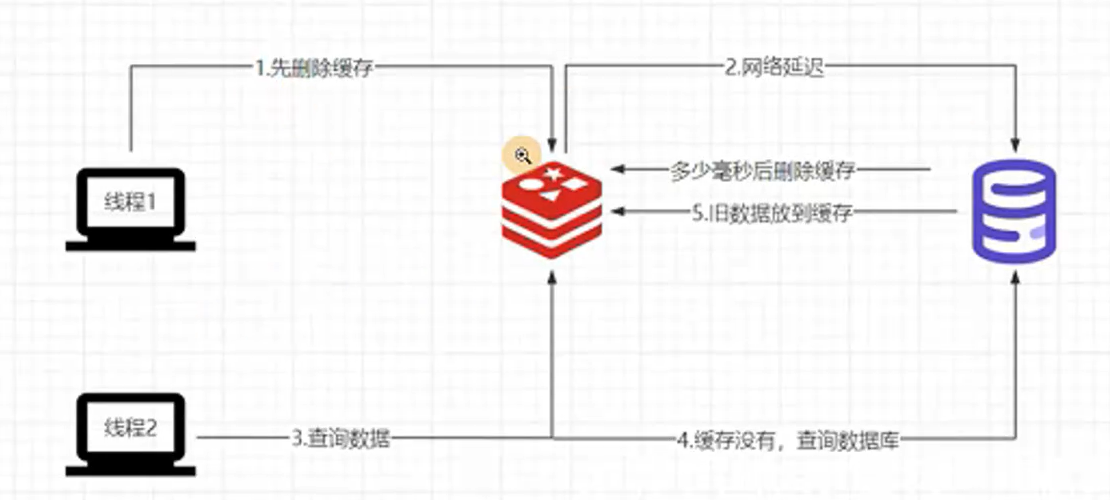 1.先删除缓存
2.网络延迟
多少毫秒后删除缓存
线程1
5.旧数据放到缓存
线程2
3.查询数据
4.缓存没有，查询数据库